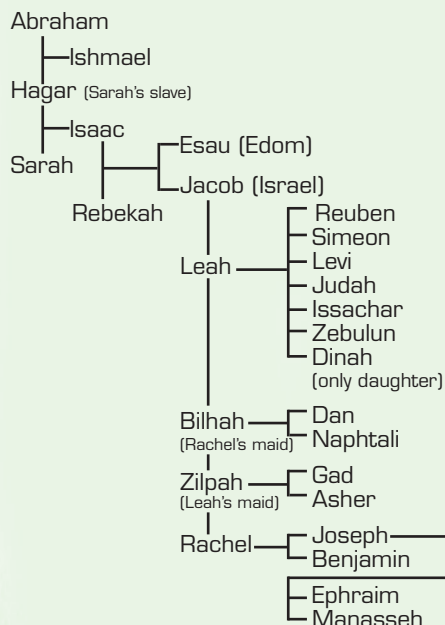 Abraham
Ishmael
Hagar (Sarah's slave)
Isaac
Sarah
Esau (Edom)
Jacob (Israel)
Rebekah
Reuben
Simeon
Leah
Levi
Judah
Issachar
Zebulun
Dinah
(only daughter)
Bilhah
(Rachel's maid)
Dan
Naphtali
Zilpah
(Leah's maid)
Gad
Asher
Rachel
Joseph
Benjamin
Ephraim
Manasseh